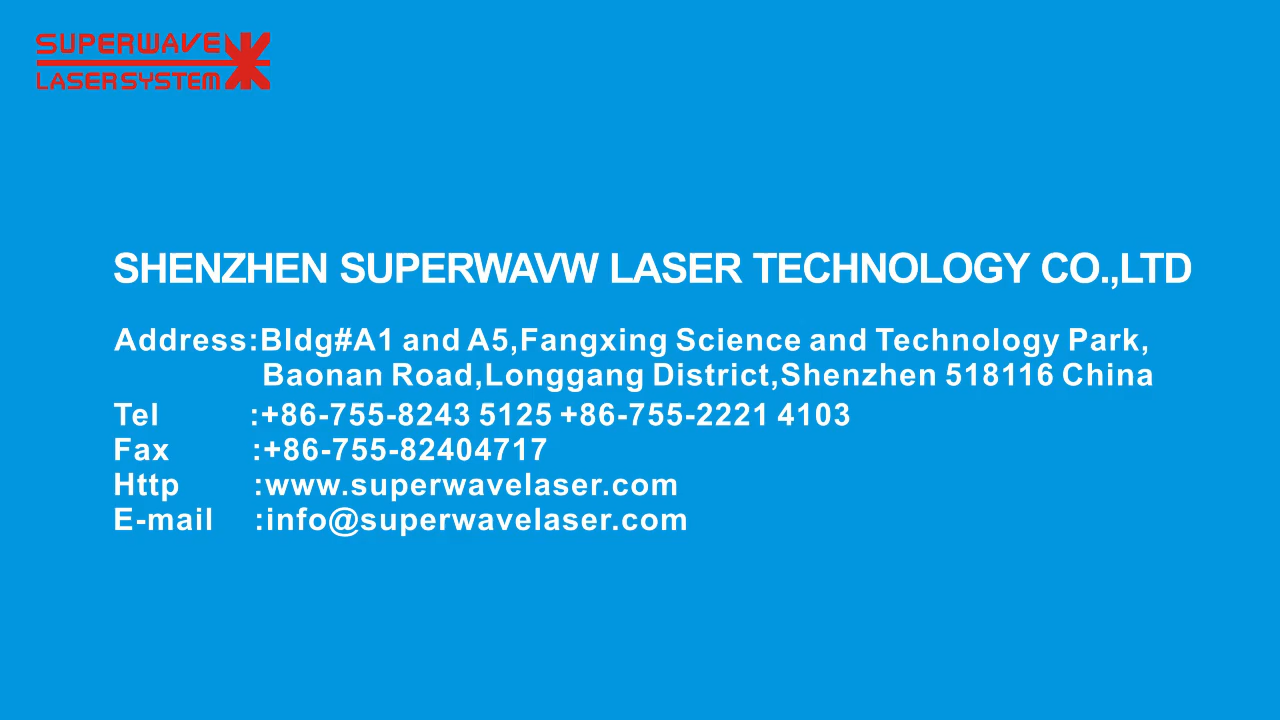 SUPERWAVE
LASER SYSTEM
SHENZHEN SUPERWAVW LASER TECHNOLOGY CO.,LTD
Address:Bldg#A1 and A5,Fangxing Science and Technology Park,
Baonan Road,Longgang District,Shenzhen 518116 China
Tel :+86-755-8243 5125 +86-755-2221 4103
Fax :+86-755-82404717
Http :www.superwavelaser.com
E-mail :info@superwavelaser.com